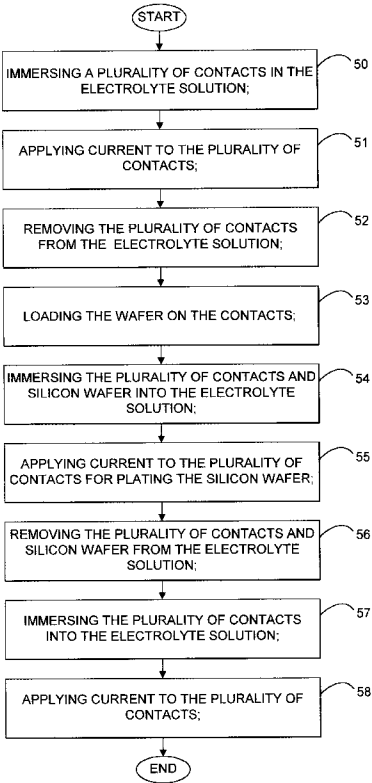 START
IMMERSING A PLURALITY OF CONTACTS IN THE
ELECTROLYTE SOLUTION;
50
APPLYING CURRENT TO THE PLURALITY OF
CONTACTS;
51
REMOVING THE PLURALITY OF CONTACTS
FROM THE ELECTROLYTE SOLUTION;
52
LOADING THE WAFER ON THE CONTACTS;
53
IMMERSING THE PLURALITY OF CONTACTS AND
SILICON WAFER INTO THE ELECTROLYTE
SOLUTION;
54
APPLYING CURRENT TO THE PLURALITY OF
CONTACTS FOR PLATING THE SILICON WAFER;
55
REMOVING THE PLURALITY OF CONTACTS AND
SILICON WAFER FROM THE ELECTROLYTE
SOLUTION;
56
IMMERSING THE PLURALITY OF CONTACTS
INTO THE ELECTROLYTE SOLUTION;
57
APPLYING CURRENT TO THE PLURALITY OF
CONTACTS;
58
END